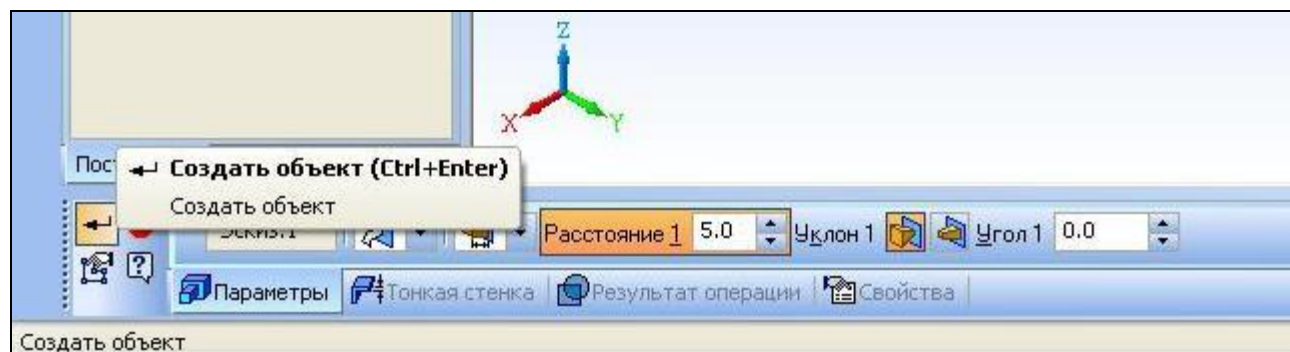 Z
X
Y
Пост
Создать объект (Ctrl+Enter)
Создать объект
Эскиз:1 Расстояние 1 5.0 Уклон 1 Угол 1 0.0
Параметры Тонкая стенка Результат операции Свойства
Создать объект